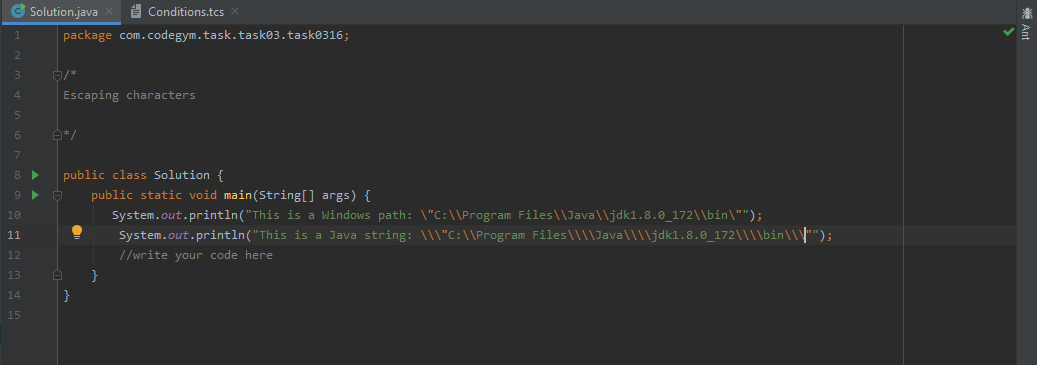 Solution.java
Conditions.tcs
Ant
1 package com.codegym.task.task03.task0316;
2
3 /*
4 Escaping characters
5
6 */
7
8 public class Solution {
9 public static void main(String[] args) {
10 System.out.println("This is a Windows path: \"C:\\Program Files\\Java\\jdk1.8.0_172\\bin\"");
11 System.out.println("This is a Java string: \\\"C:\\Program Files\\\\Java\\\\jdk1.8.0_172\\\\bin\\\"");
12 //write your code here
13 }
14 }
15